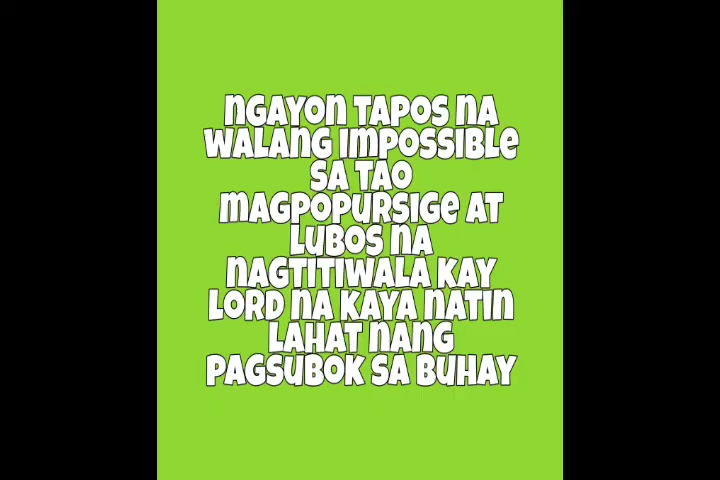 ngayon tapos na
walang impossible
sa tao
magpopursige at
lubos na
nagtitiwala kay
lord na kaya natin
lahat nang
pagsubok sa buhay